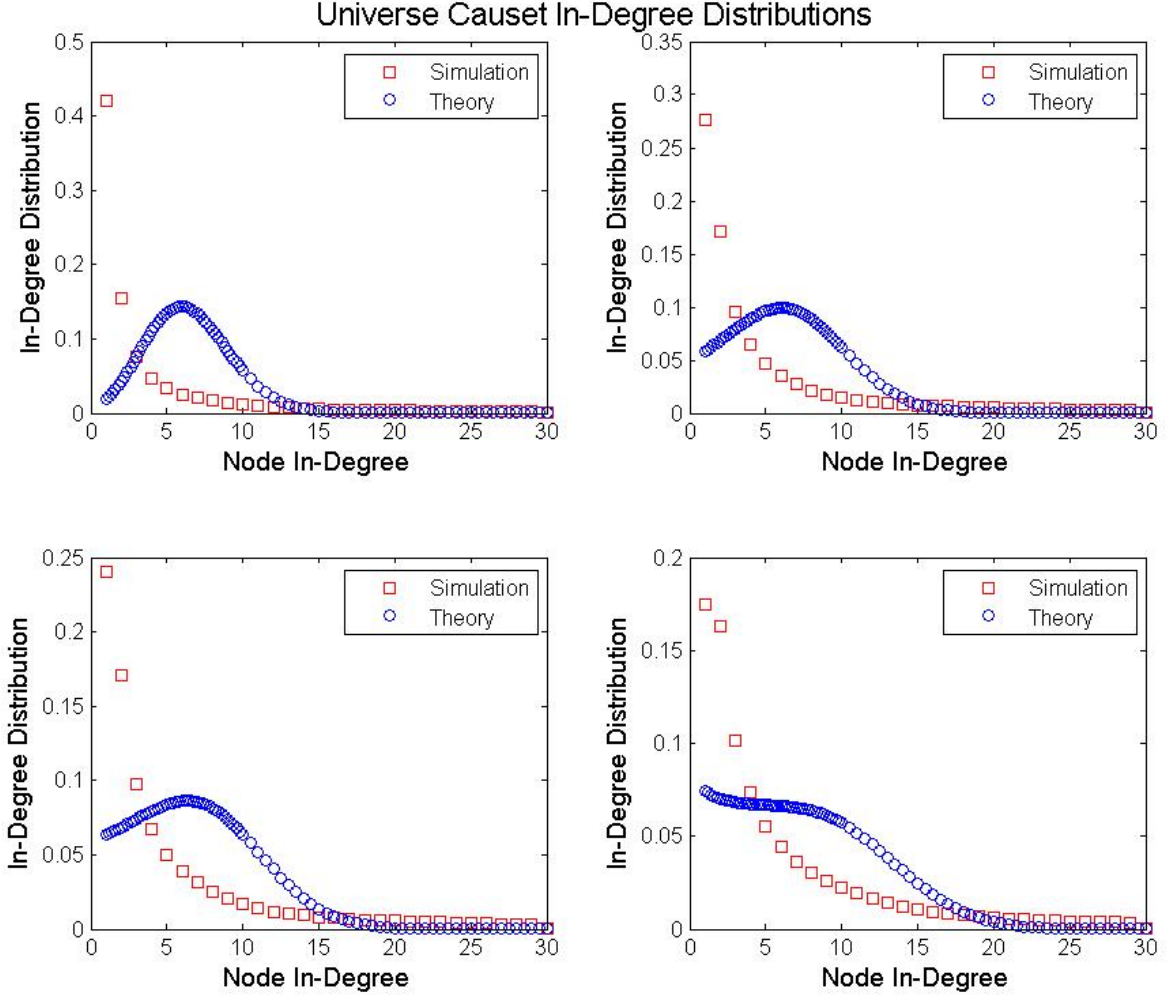 Universe Causet In-Degree Distributions
In-Degree Distribution
0.5
0.4
0.3
0.2
0.1
0
Simulation
Theory
0 5 10 15 20 25 30
Node In-Degree
In-Degree Distribution
0.35
0.3
0.25
0.2
0.15
0.1
0.05
0
Simulation
Theory
0 5 10 15 20 25 30
Node In-Degree
In-Degree Distribution
0.25
0.2
0.15
0.1
0.05
0
Simulation
Theory
0 5 10 15 20 25 30
Node In-Degree
In-Degree Distribution
0.2
0.15
0.1
0.05
0
Simulation
Theory
0 5 10 15 20 25 30
Node In-Degree